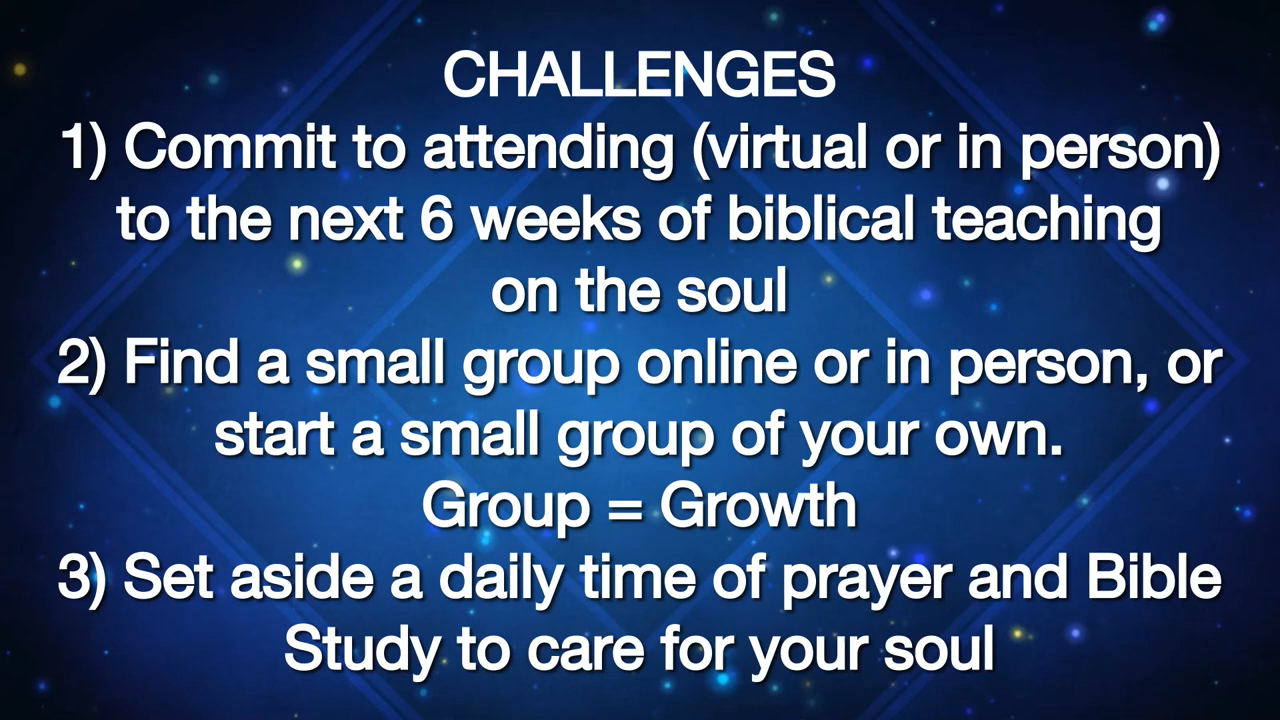 CHALLENGES
1) Commit to attending (virtual or in person)
to the next 6 weeks of biblical teaching
on the soul
2) Find a small group online or in person, or
start a small group of your own.
Group = Growth
3) Set aside a daily time of prayer and Bible
Study to care for your soul